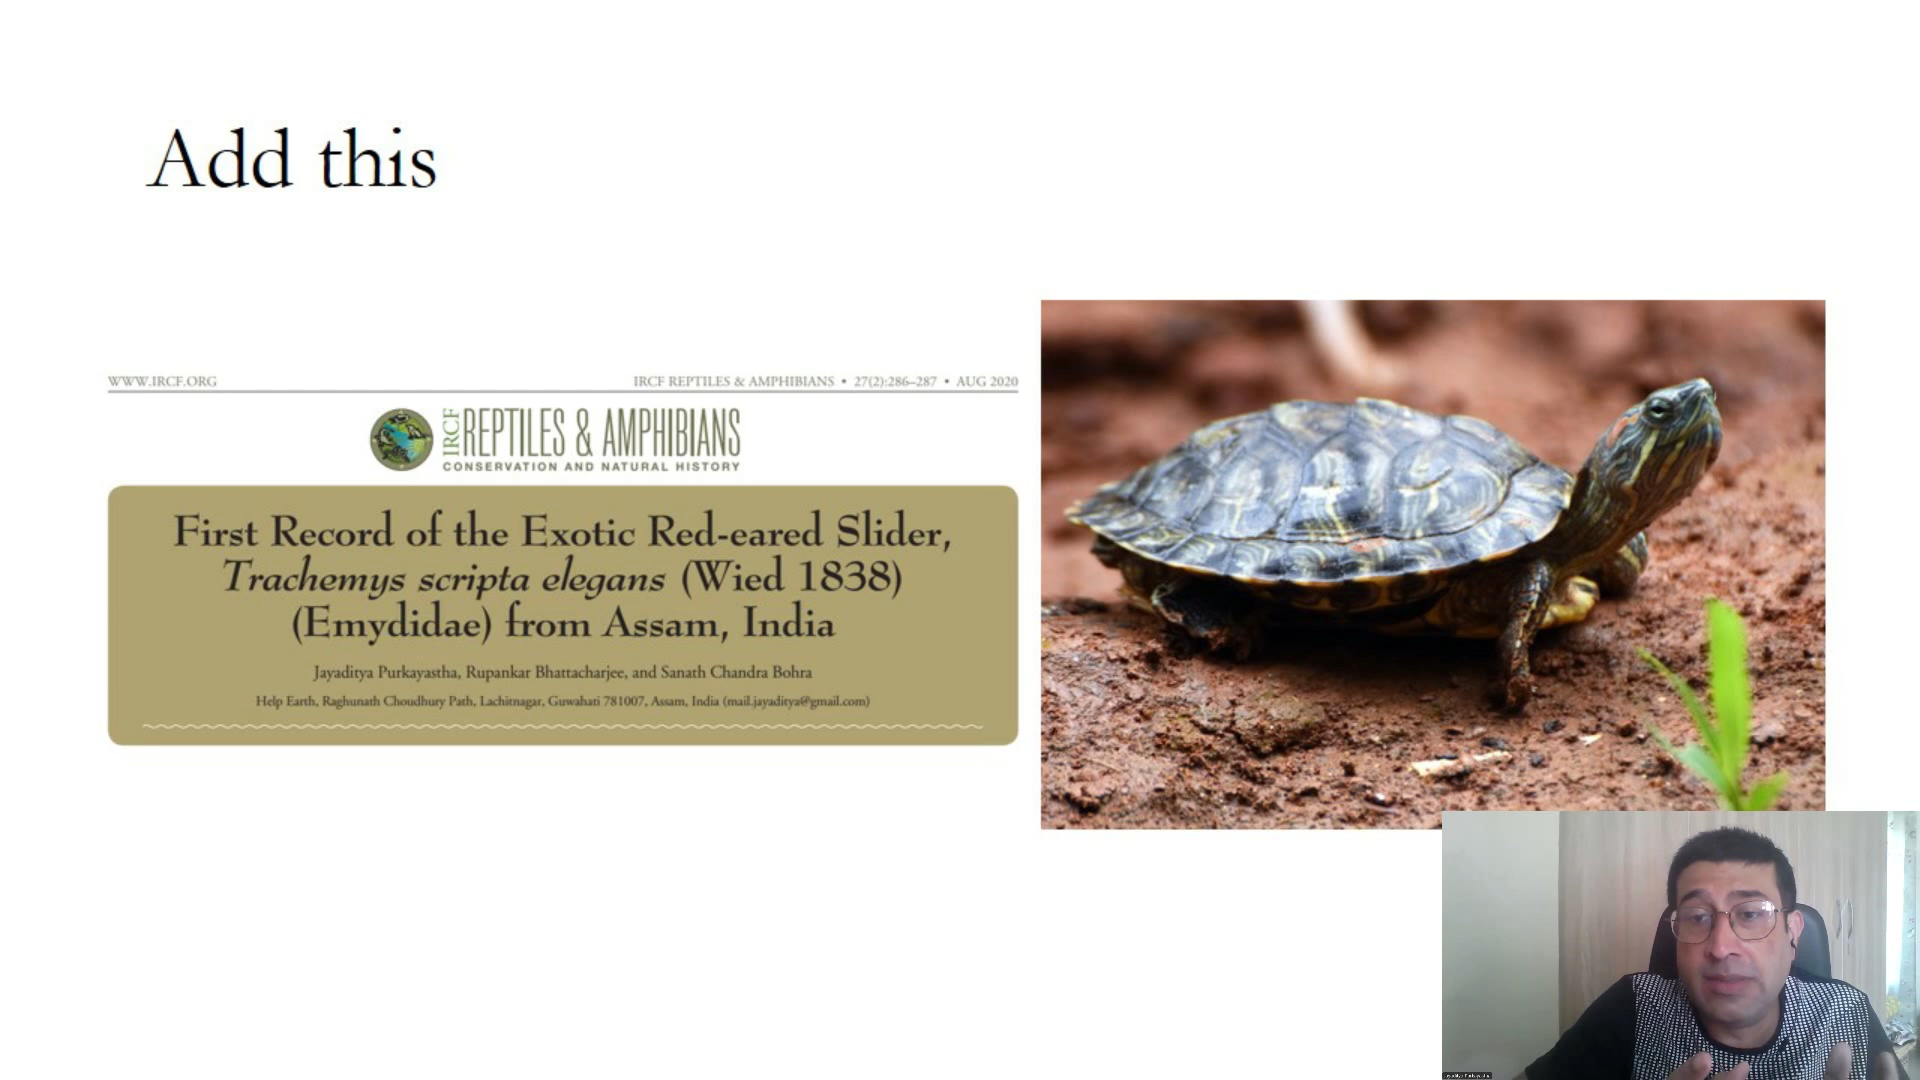 Add this
WWW.IRCF.ORG
IRCF REPTILES & AMPHIBIANS • 27(2):286–287 • AUG 2020
IRCF REPTILES & AMPHIBIANS
CONSERVATION AND NATURAL HISTORY
First Record of the Exotic Red-eared Slider,
Trachemys scripta elegans (Wied 1838)
(Emydidae) from Assam, India
Jayaditya Purkayastha, Rupankar Bhattacharjee, and Sanath Chandra Bohra
Help Earth, Raghunath Choudhury Path, Lachitnagar, Guwahati 781007, Assam, India (mail.jayaditya@gmail.com)
Jayaditya Purkayastha